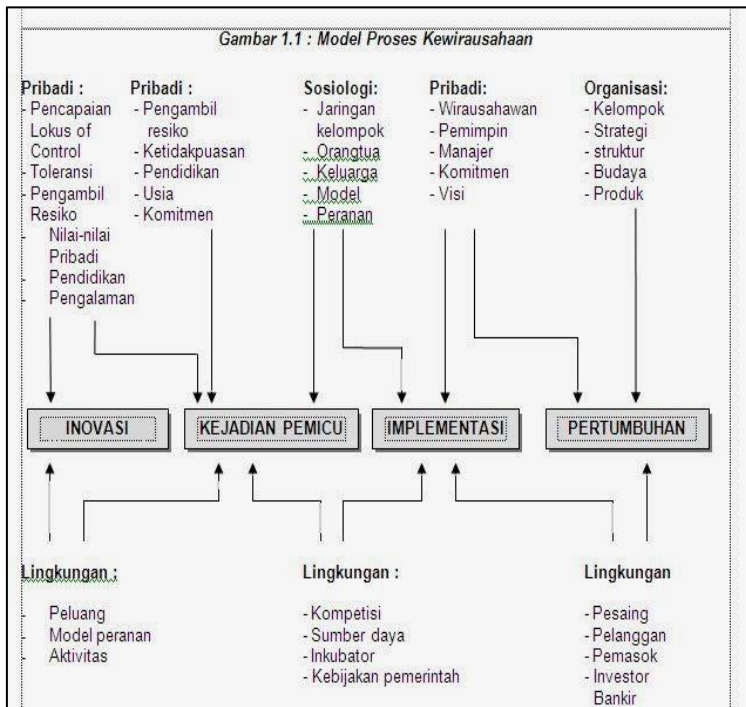 Gambar 1.1 : Model Proses Kewirausahaan
Pribadi :
- Pencapaian
Lokus of
Control
- Toleransi
- Pengambil
Resiko
- Nilai-nilai
Pribadi
- Pendidikan
- Pengalaman
Pribadi :
- Pengambil
resiko
- Ketidakpuasan
- Pendidikan
- Usia
- Komitmen
Sosiologi:
- Jaringan
kelompok
- Orangtua
- Keluarga
- Model
- Peranan
Pribadi:
- Wirausahawan
- Pemimpin
- Manajer
- Komitmen
- Visi
Organisasi:
- Kelompok
- Strategi
- struktur
- Budaya
- Produk
INOVASI
KEJADIAN PEMICU
IMPLEMENTASI
PERTUMBUHAN
Lingkungan :
- Peluang
- Model peranan
- Aktivitas
Lingkungan :
- Kompetisi
- Sumber daya
- Inkubator
- Kebijakan pemerintah
Lingkungan
- Pesaing
- Pelanggan
- Pemasok
- Investor
Bankir